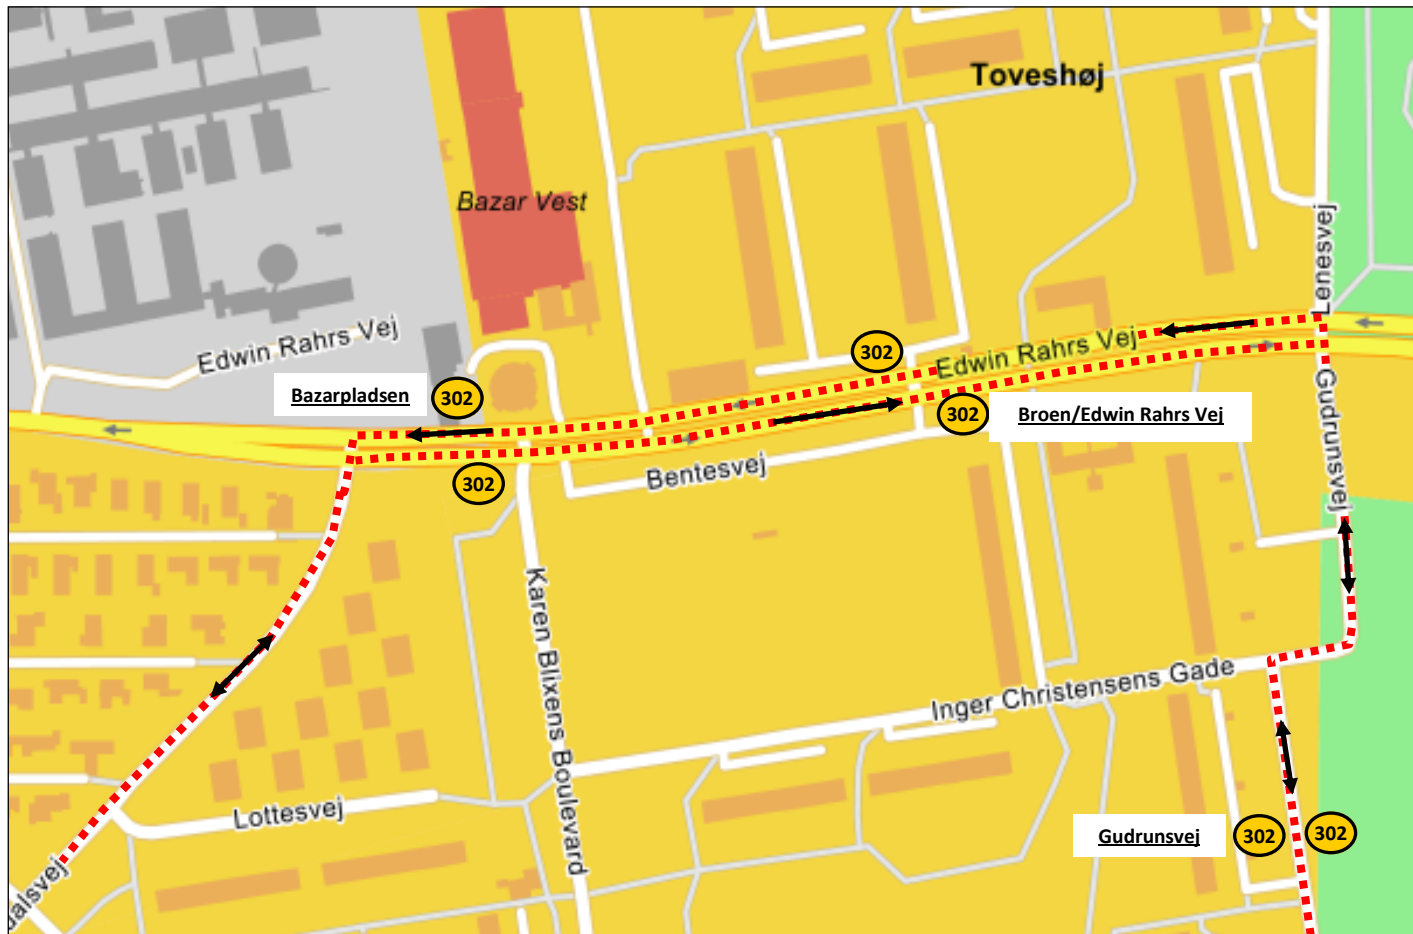 Toveshøj
Bazar Vest
Lenesvej
Edwin Rahrs Vej
302
Edwin Rahrs Vej
Bazarpladsen
302
302
Broen/Edwin Rahrs Vej
Gudrunsvej
302
Bentesvej
Karen Blixens Boulevard
Inger Christensens Gade
Lottesvej
Gudrunsvej
302
302
alsvej